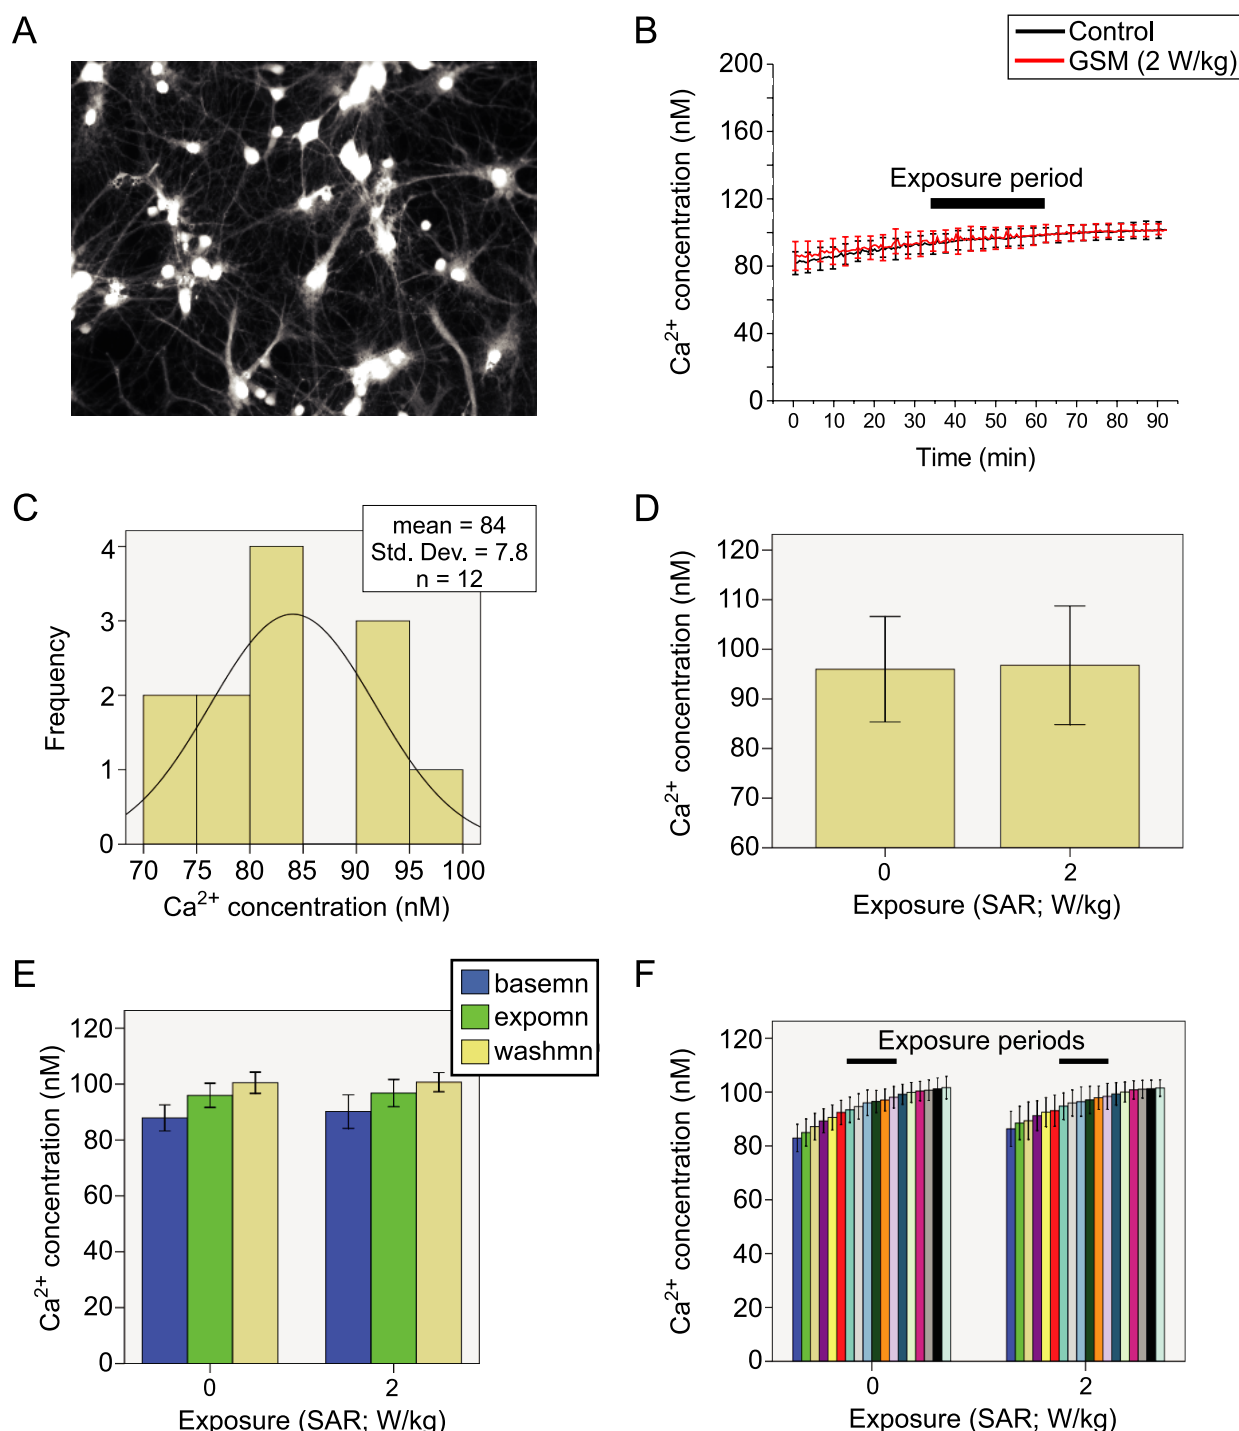 A
B
Control
GSM (2 W/kg)
200
160
120
80
40
0
Ca²⁺ concentration (nM)
Exposure period
0 10 20 30 40 50 60 70 80 90
Time (min)
C
mean = 84
Std. Dev. = 7.8
n = 12
4
3
2
1
0
Frequency
70 75 80 85 90 95 100
Ca²⁺ concentration (nM)
D
120
110
100
90
80
70
60
Ca²⁺ concentration (nM)
0 2
Exposure (SAR; W/kg)
E
basemn
expomn
washmn
120
100
80
60
40
20
0
Ca²⁺ concentration (nM)
0 2
Exposure (SAR; W/kg)
F
Exposure periods
120
100
80
60
40
20
0
Ca²⁺ concentration (nM)
0 2
Exposure (SAR; W/kg)